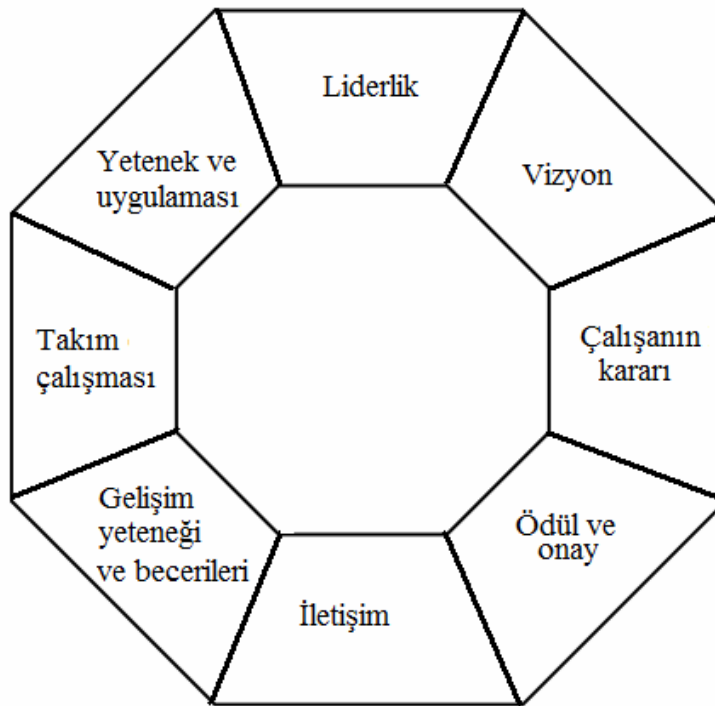 Liderlik
Vizyon
Çalışanın
kararı
Ödül ve
onay
İletişim
Gelişim
yeteneği
ve becerileri
Takım
çalışması
Yetenek ve
uygulaması